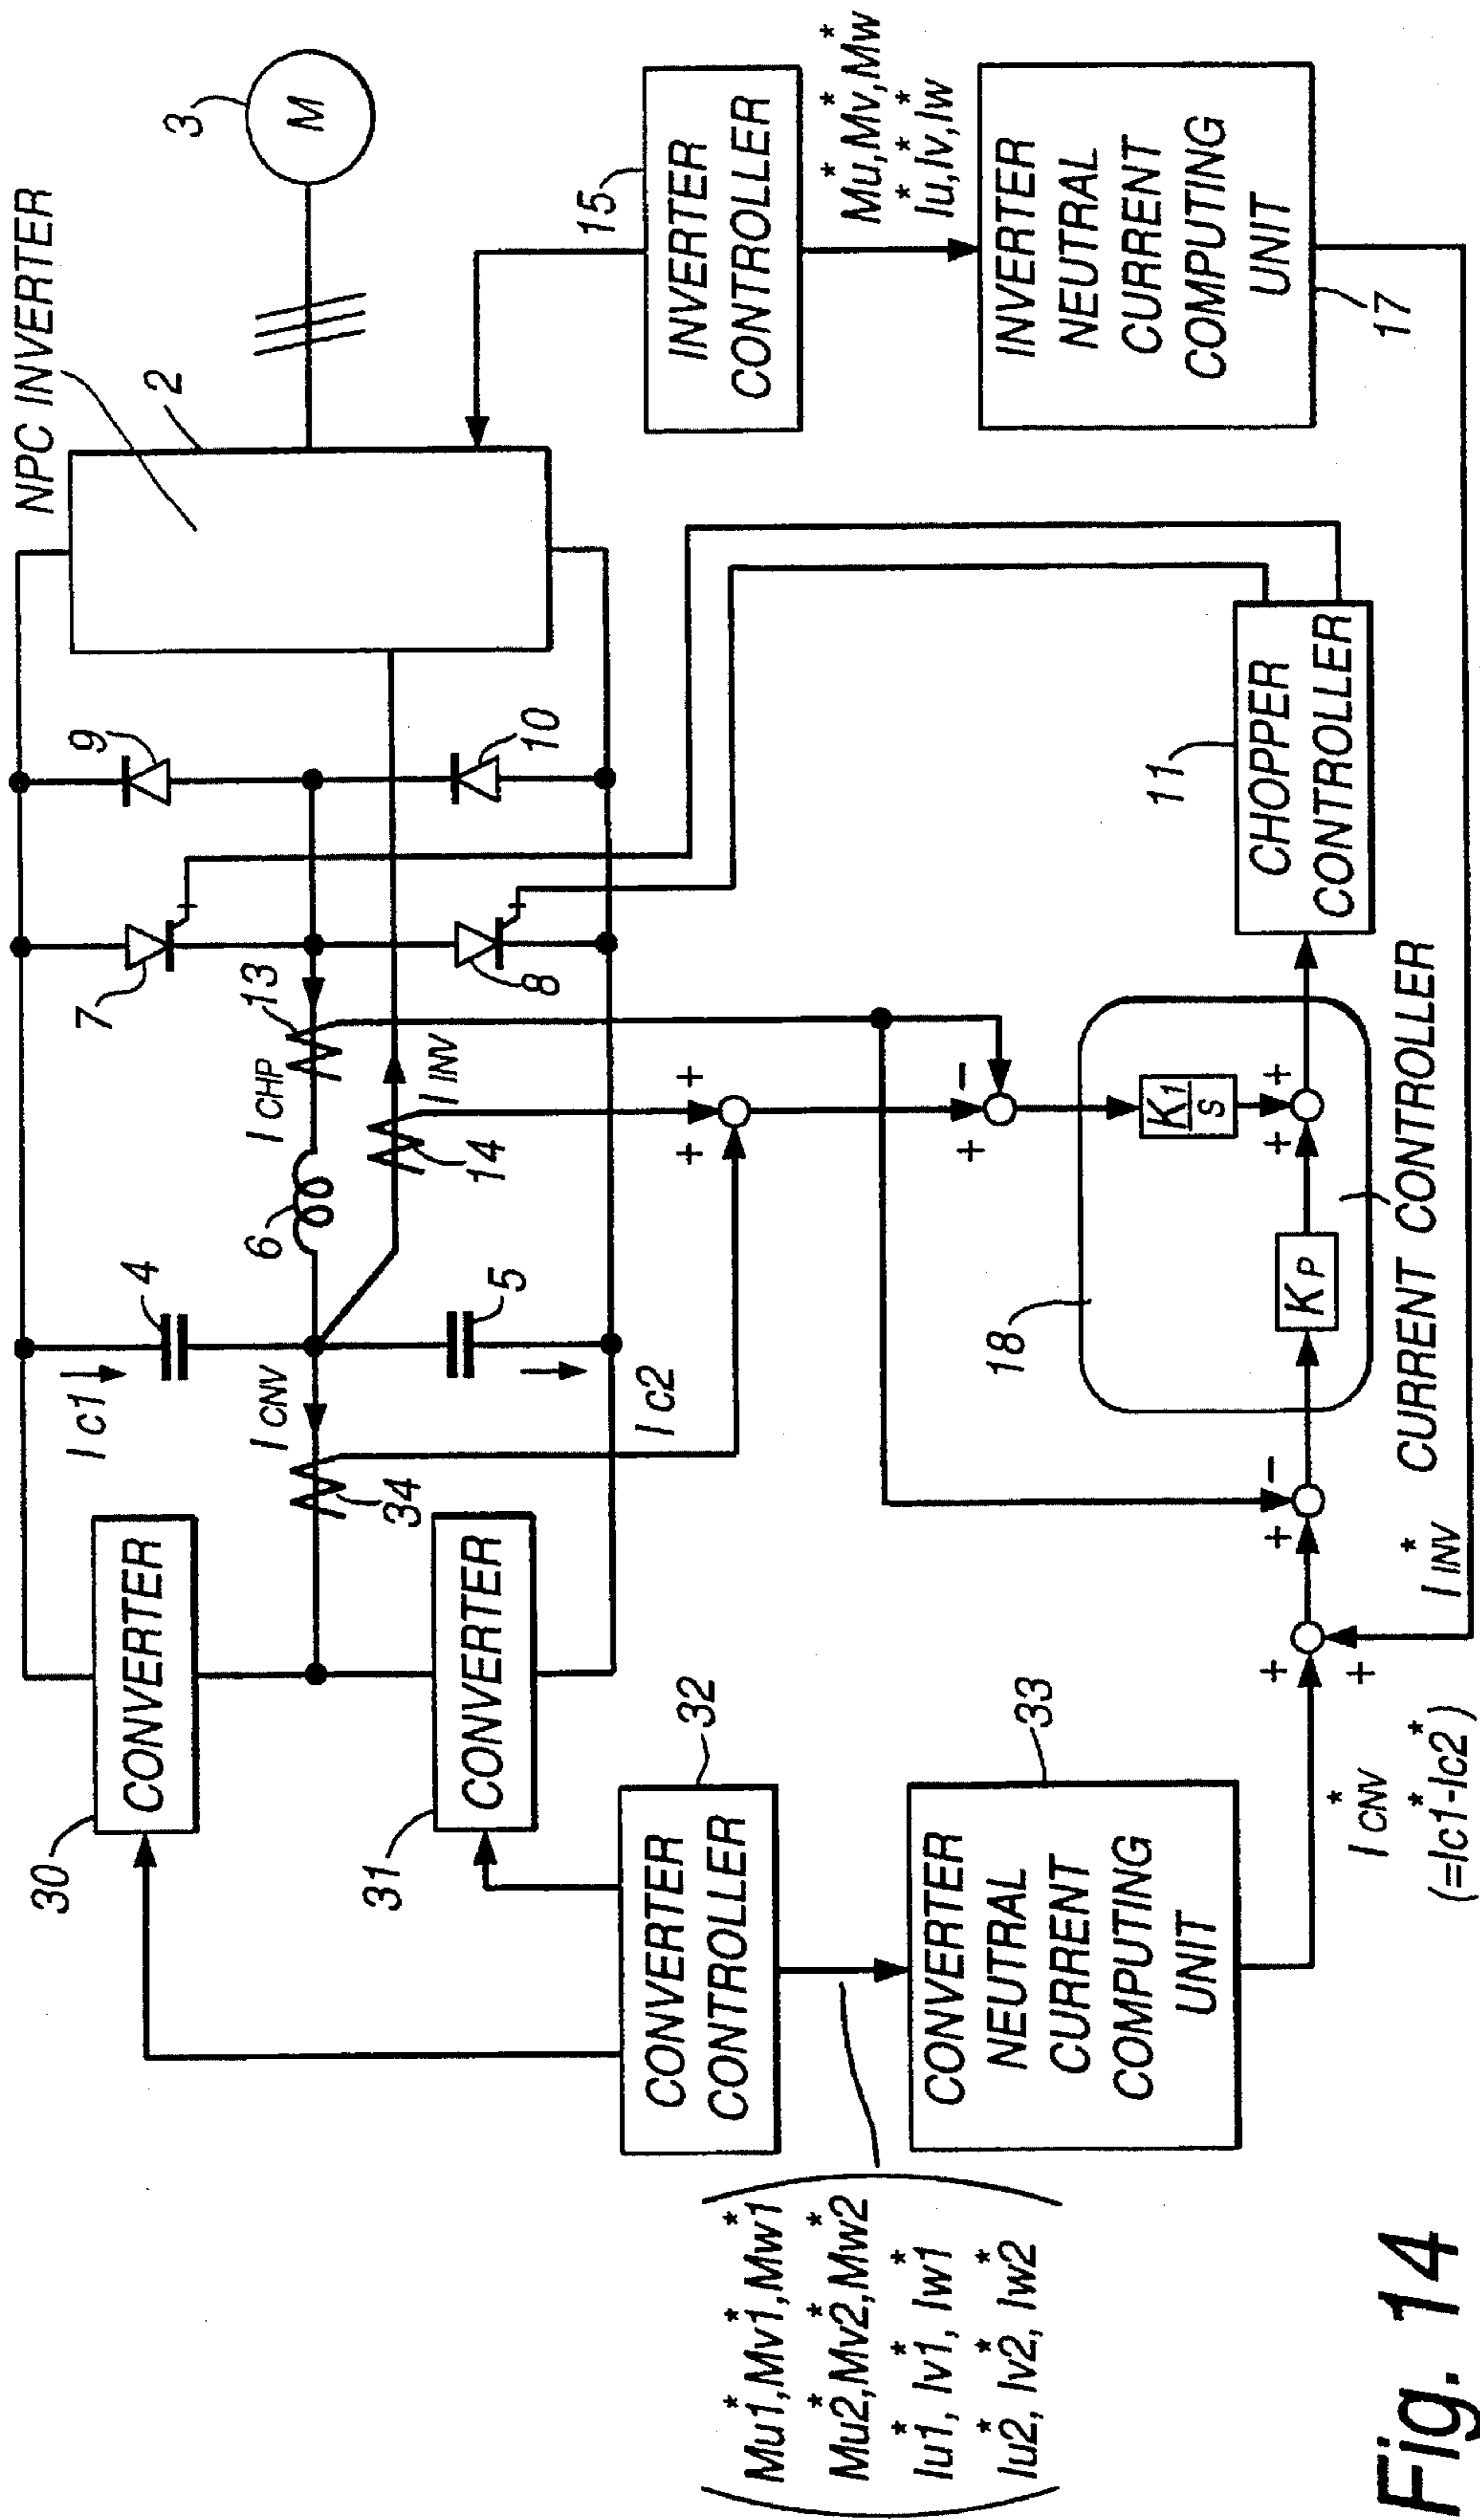 NPC INVERTER
2
3
M
9
10
7
8
13
I CHP
6
I INV
14
4
I c1
5
I c2
I CNV
34
30
CONVERTER
31
CONVERTER
32
CONVERTER
CONTROLLER
Mu1*,Mv1*,Mw1*
Mu2*,Mv2*,Mw2*
Iu1*, Iv1*, Iw1*
Iu2*, Iv2*, Iw2*
33
CONVERTER
NEUTRAL
CURRENT
COMPUTING
UNIT
I CNV*
(=Ic1*-Ic2*)
+
+
I INV*
+
-
+
+
+
-
18
K P
K1
S
+
+
CURRENT CONTROLLER
11
CHOPPER
CONTROLLER
15
INVERTER
CONTROLLER
Mu*,Mv*,Mw*
Iu*,Iv*,Iw*
INVERTER
NEUTRAL
CURRENT
COMPUTING
UNIT
17
Fig. 14